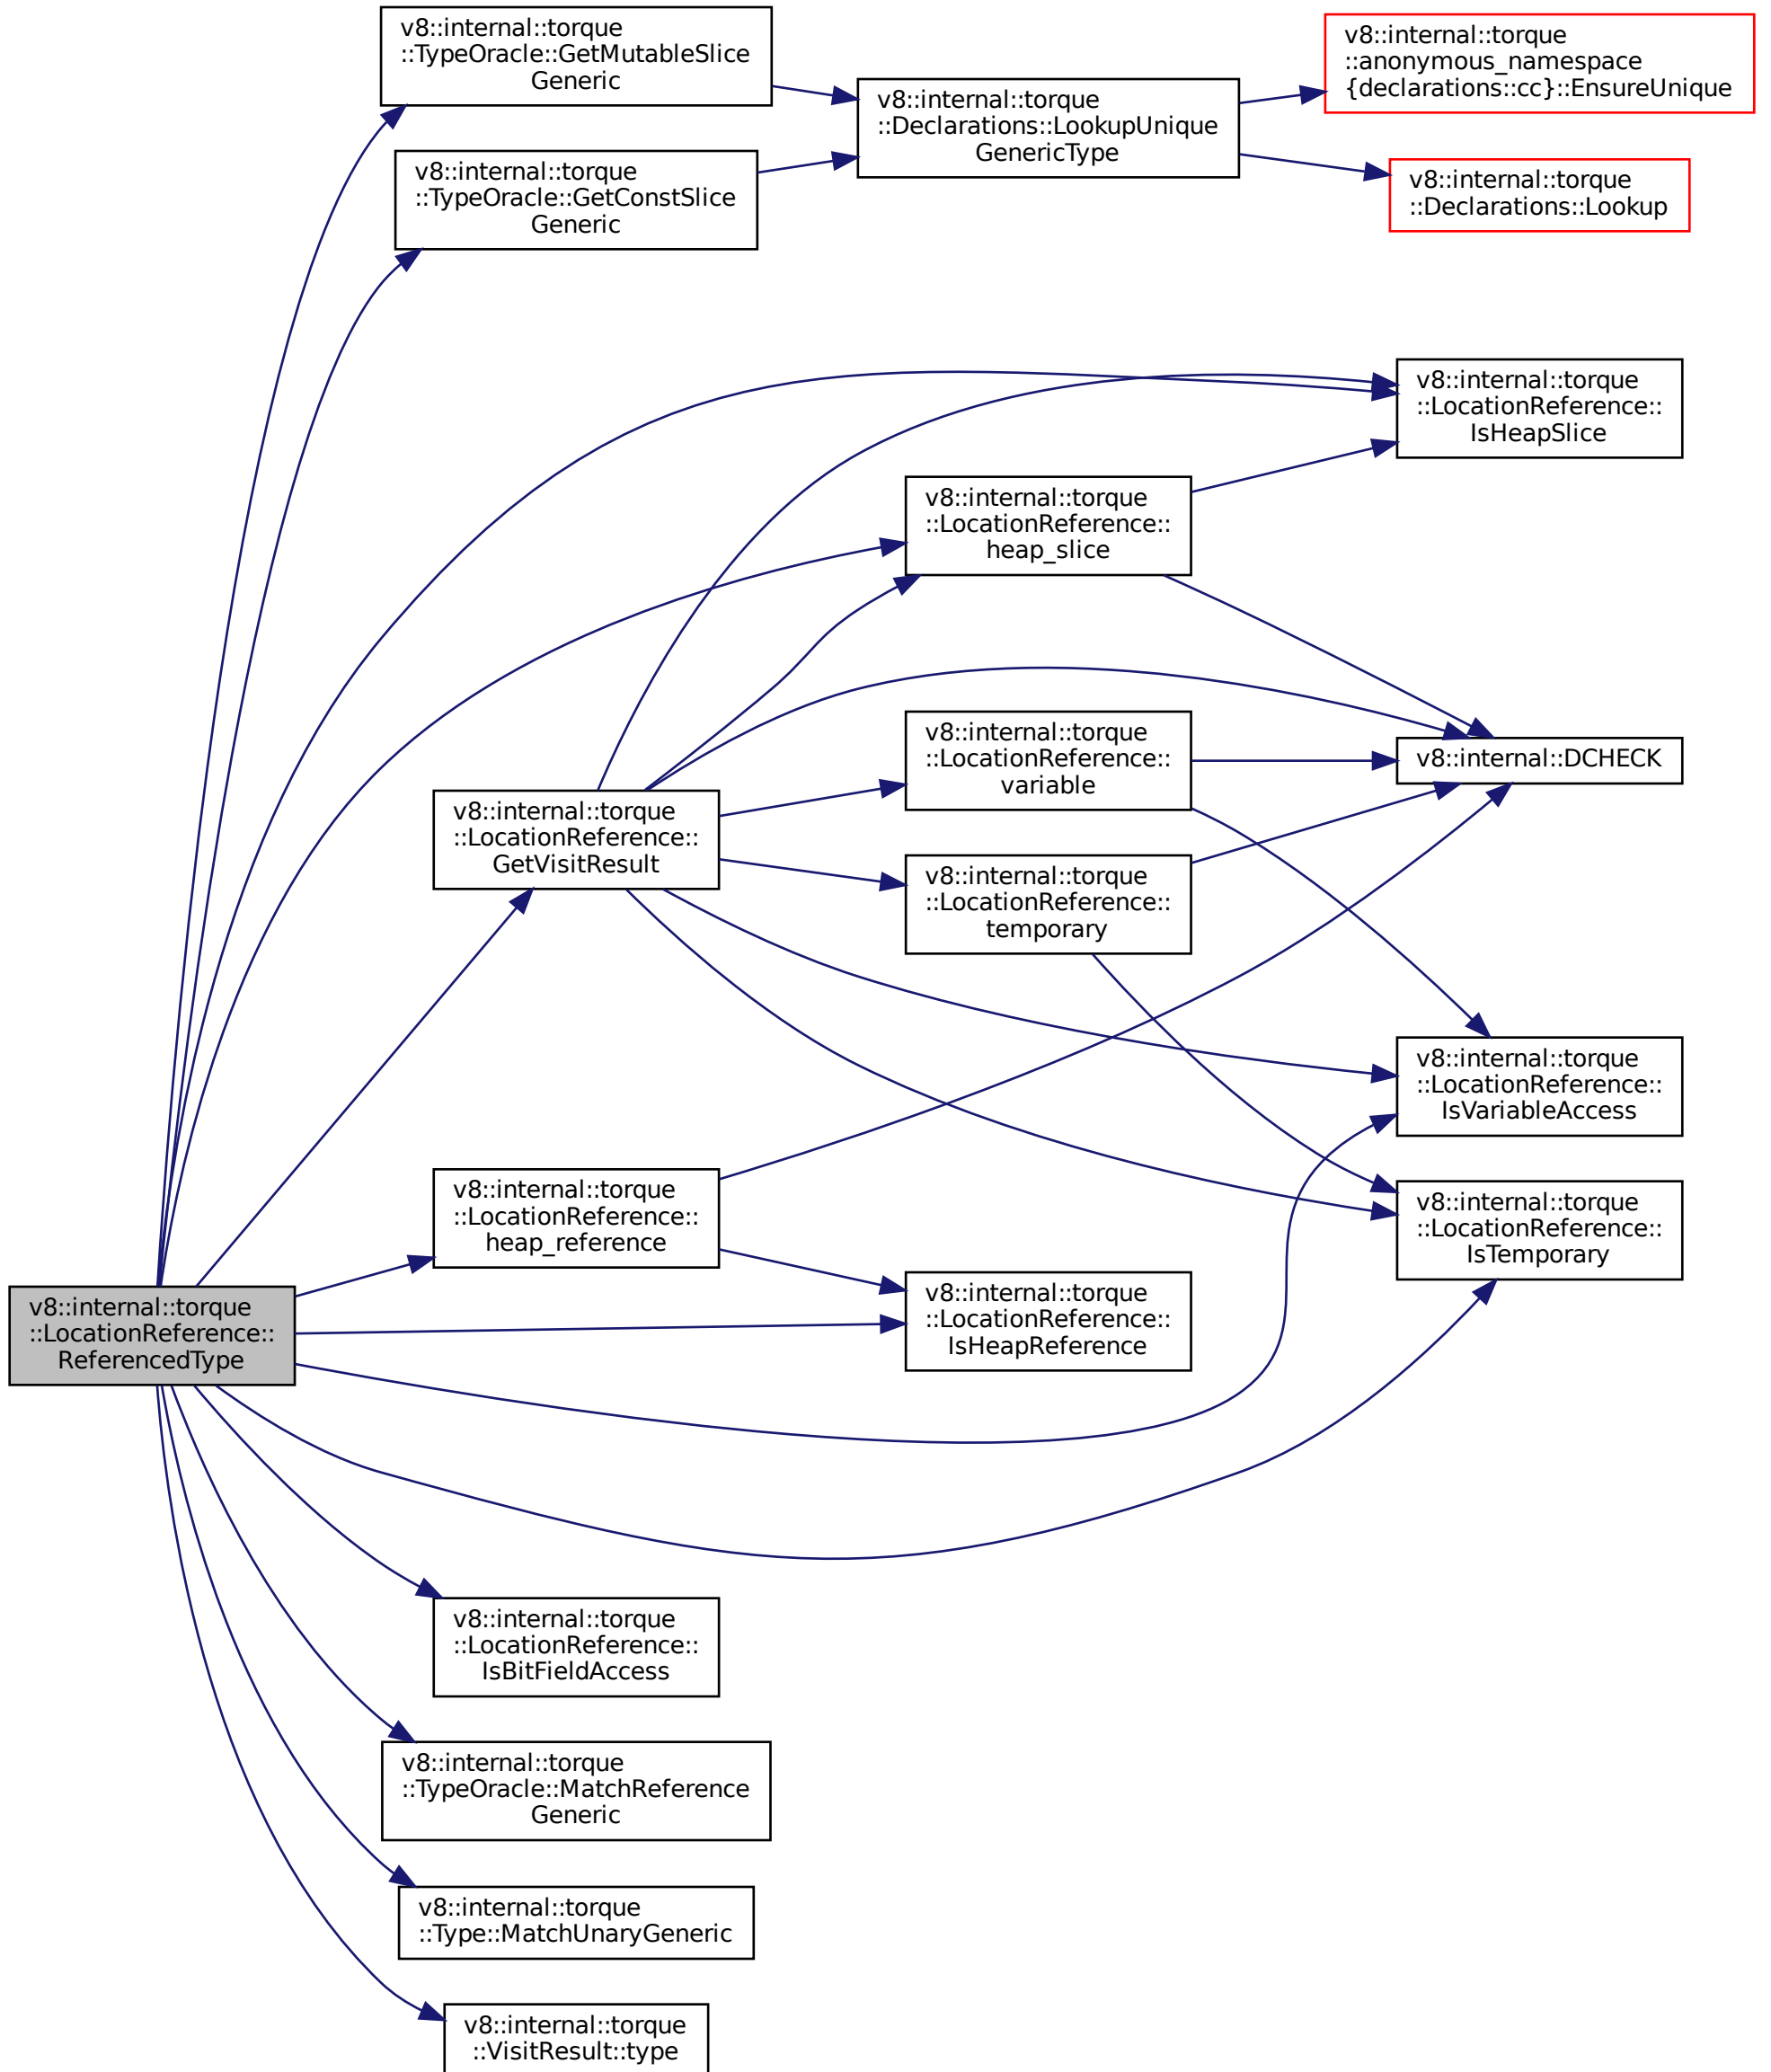 v8::internal::torque
::TypeOracle::GetMutableSlice
Generic
v8::internal::torque
::TypeOracle::GetConstSlice
Generic
v8::internal::torque
::Declarations::LookupUnique
GenericType
v8::internal::torque
::anonymous_namespace
{declarations::cc}::EnsureUnique
v8::internal::torque
::Declarations::Lookup
v8::internal::torque
::LocationReference::
IsHeapSlice
v8::internal::torque
::LocationReference::
heap_slice
v8::internal::torque
::LocationReference::
variable
v8::internal::DCHECK
v8::internal::torque
::LocationReference::
GetVisitResult
v8::internal::torque
::LocationReference::
temporary
v8::internal::torque
::LocationReference::
IsVariableAccess
v8::internal::torque
::LocationReference::
heap_reference
v8::internal::torque
::LocationReference::
IsTemporary
v8::internal::torque
::LocationReference::
ReferencedType
v8::internal::torque
::LocationReference::
IsHeapReference
v8::internal::torque
::LocationReference::
IsBitFieldAccess
v8::internal::torque
::TypeOracle::MatchReference
Generic
v8::internal::torque
::Type::MatchUnaryGeneric
v8::internal::torque
::VisitResult::type